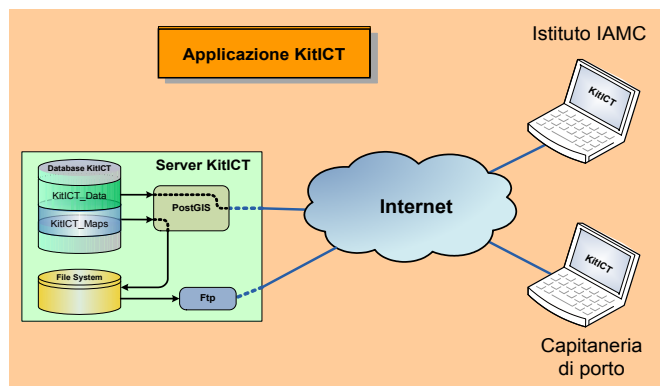 Applicazione KitICT
Istituto IAMC
KitICT
Database KitICT
Server KitICT
KitICT_Data
PostGIS
KitICT_Maps
Internet
File System
Ftp
KitICT
Capitaneria
di porto